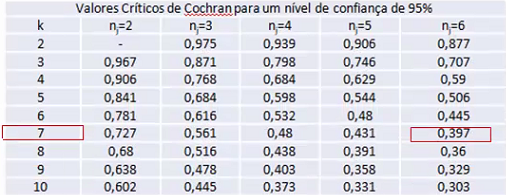 Valores Críticos de Cochran para um nível de confiança de 95%
k nj=2 nj=3 nj=4 nj=5 nj=6
2 - 0,975 0,939 0,906 0,877
3 0,967 0,871 0,798 0,746 0,707
4 0,906 0,768 0,684 0,629 0,59
5 0,841 0,684 0,598 0,544 0,506
6 0,781 0,616 0,532 0,48 0,445
7 0,727 0,561 0,48 0,431 0,397
8 0,68 0,516 0,438 0,391 0,36
9 0,638 0,478 0,403 0,358 0,329
10 0,602 0,445 0,373 0,331 0,303